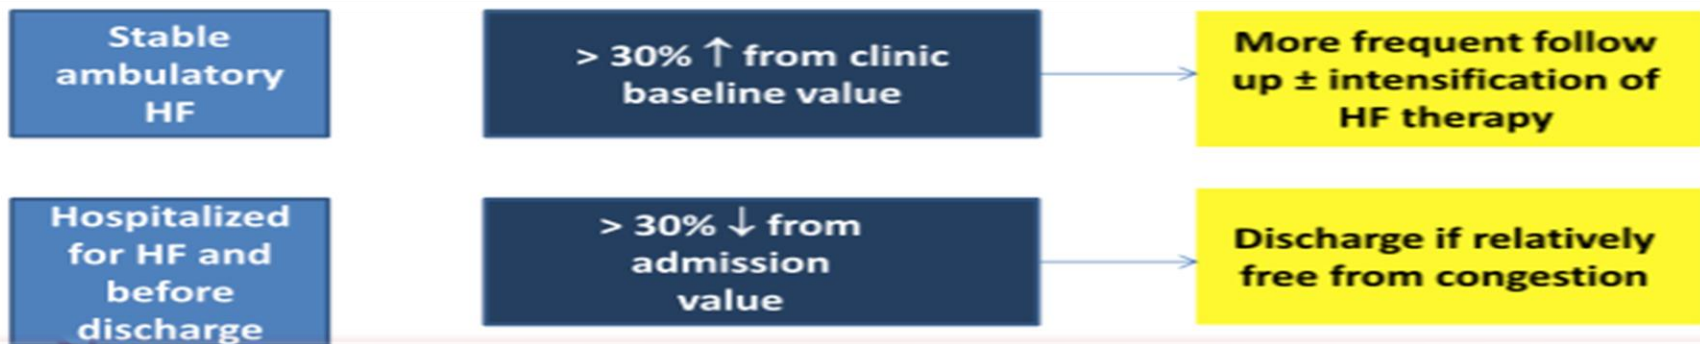 Stable
ambulatory
HF
> 30% ↑ from clinic
baseline value
More frequent follow
up ± intensification of
HF therapy
Hospitalized
for HF and
before
discharge
> 30% ↓ from
admission
value
Discharge if relatively
free from congestion